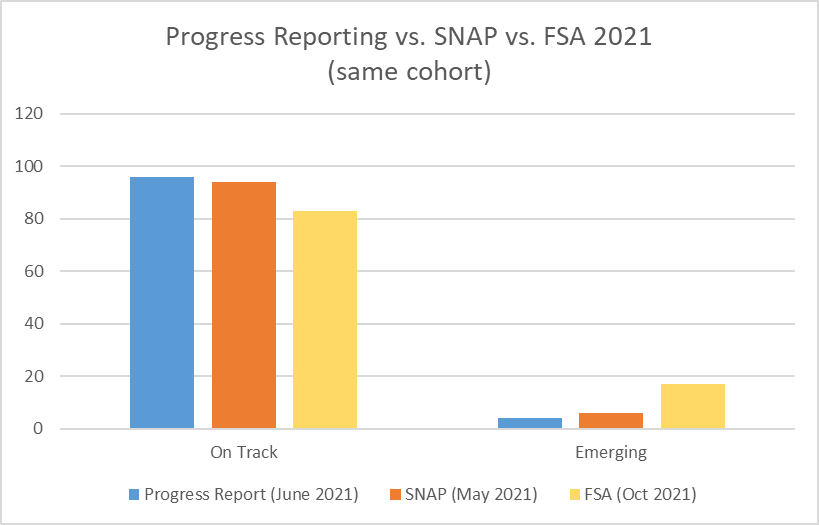 Progress Reporting vs. SNAP vs. FSA 2021
(same cohort)
120
100
80
60
40
20
0
On Track Emerging
Progress Report (June 2021) SNAP (May 2021) FSA (Oct 2021)